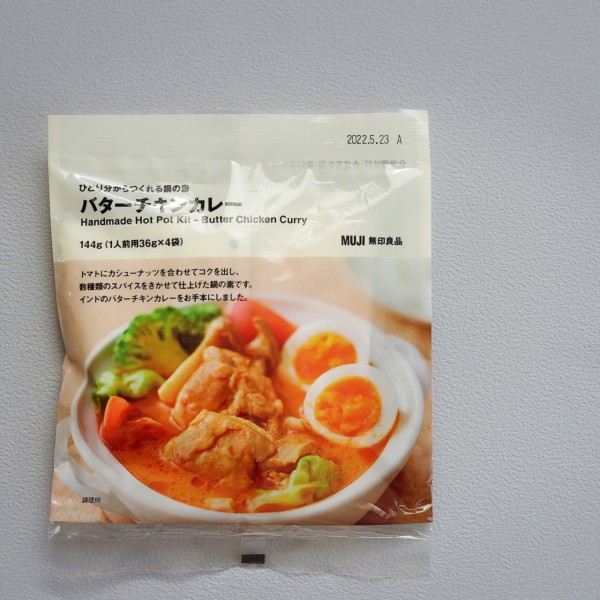 2022.5.23 A
ひとり分からつくれる鍋の素
バターチキンカレー
Handmade Hot Pot Kit - Butter Chicken Curry
144g (1人前用36g×4袋)
MUJI 無印良品
トマトにカシューナッツを合わせてコクを出し、
数種類のスパイスをきかせて仕上げた鍋の素です。
インドのバターチキンカレーをお手本にしました。
調理例